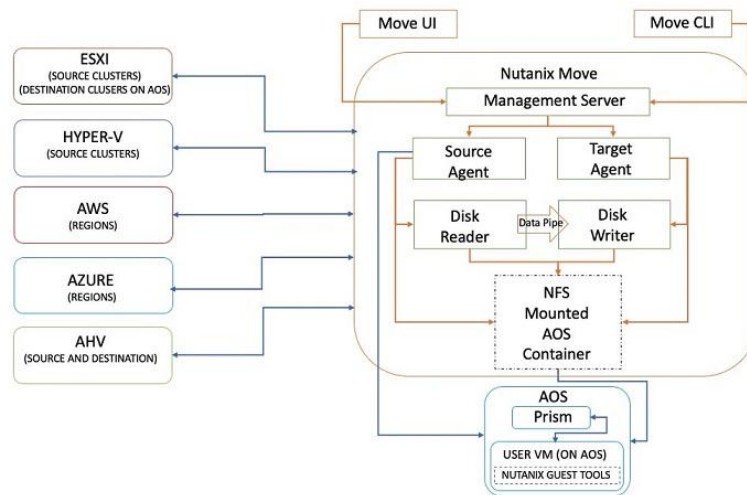 Move UI
Move CLI
ESXI
(SOURCE CLUSTERS)
(DESTINATION CLUSERS ON AOS)
HYPER-V
(SOURCE CLUSTERS)
AWS
(REGIONS)
AZURE
(REGIONS)
AHV
(SOURCE AND DESTINATION)
Nutanix Move
Management Server
Source
Agent
Target
Agent
Disk
Reader
Data Pipe
Disk
Writer
NFS
Mounted
AOS
Container
AOS
Prism
USER VM (ON AOS)
NUTANIX GUEST TOOLS